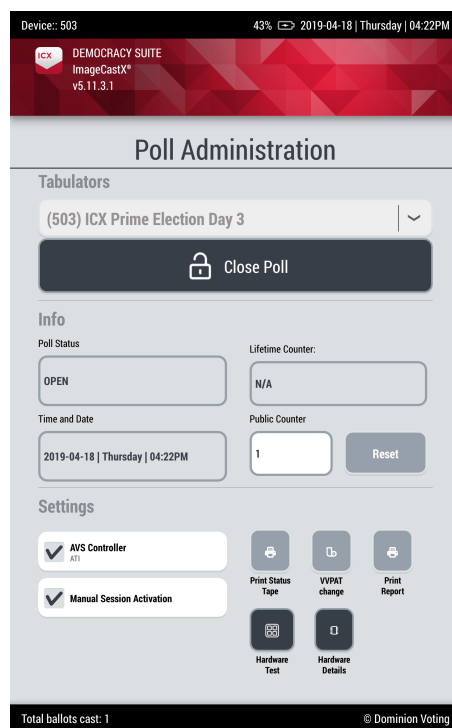 Device:: 503 43% 2019-04-18 | Thursday | 04:22PM
ICX
DEMOCRACY SUITE
ImageCastX®
v5.11.3.1
Poll Administration
Tabulators
(503) ICX Prime Election Day 3
Close Poll
Info
Poll Status
Lifetime Counter:
OPEN
N/A
Time and Date
Public Counter
2019-04-18 | Thursday | 04:22PM
1
Reset
Settings
AVS Controller
ATI
Manual Session Activation
Print Status
Tape
VVPAT
change
Print
Report
Hardware
Test
Hardware
Details
Total ballots cast: 1 © Dominion Voting